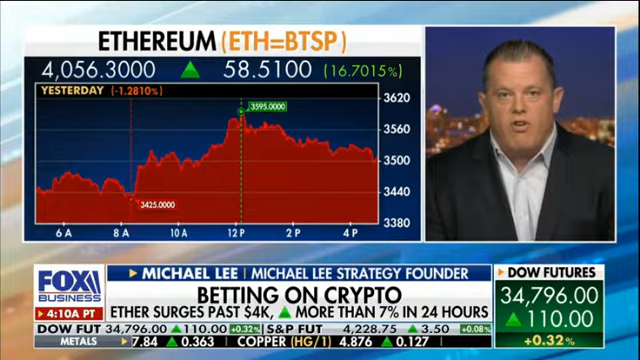 ETHEREUM (ETH=BTSP)
4,056.3000 ▲ 58.5100 (16.7015%)
YESTERDAY (-1.2810%)
3595.0000
3425.0000
3620
3560
3500
3440
3380
6 A 8 A 10 A 12 P 2 P 4 P
FOX
BUSINESS
4:10A PT
MICHAEL LEE | MICHAEL LEE STRATEGY FOUNDER
BETTING ON CRYPTO
ETHER SURGES PAST $4K, ▲ MORE THAN 7% IN 24 HOURS
DOW FUTURES
34,796.00
▲ 110.00
+0.32%
DOW FUT 34,796.00 ▲ 110.00 +0.32% S&P FUT 4,228.75 ▲ 3.50 +0.08%
METALS 7.84 ▲ 0.363 COPPER (HG/1) 4.876 ▲ 0.127